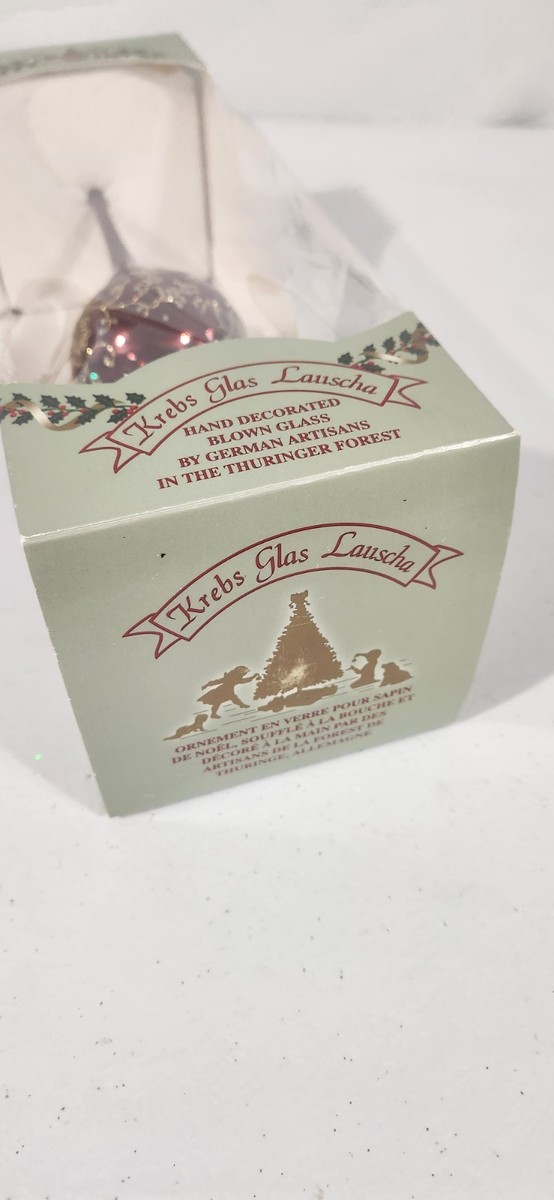 Krebs Glas Lauscha
HAND DECORATED
BLOWN GLASS
BY GERMAN ARTISANS
IN THE THURINGER FOREST
Krebs Glas Lauscha
ORNEMENT EN VERRE POUR SAPIN
DE NOËL, SOUFFLÉ À LA BOUCHE ET
DÉCORÉ À LA MAIN PAR DES
ARTISANS DE LA FOREST DE
THURINGE, ALLEMAGNE